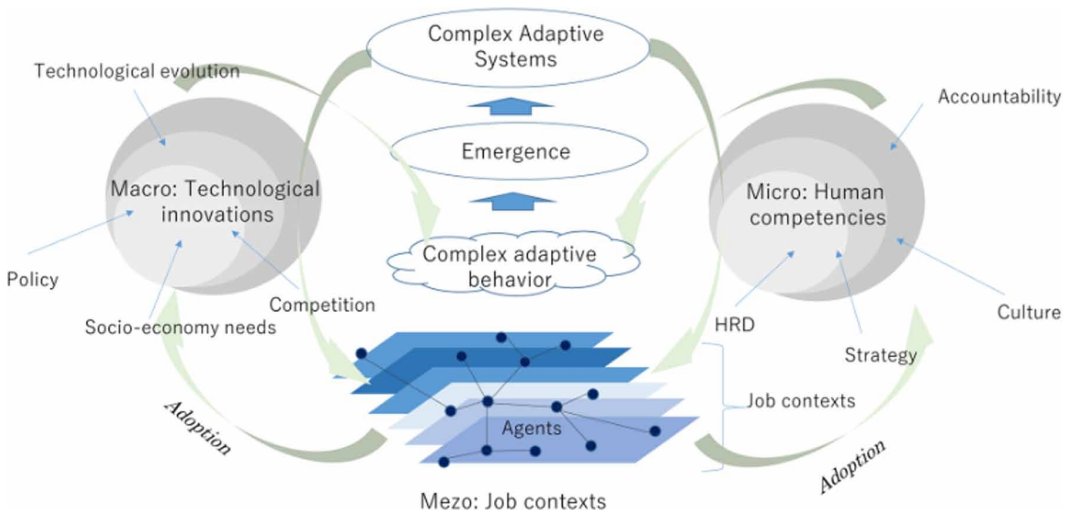 Complex Adaptive
Systems
Technological evolution
Accountability
Emergence
Macro: Technological
innovations
Micro: Human
competencies
Complex adaptive
behavior
Policy
Competition
Socio-economy needs
HRD
Culture
Strategy
Job contexts
Adoption
Agents
Adoption
Mezo: Job contexts